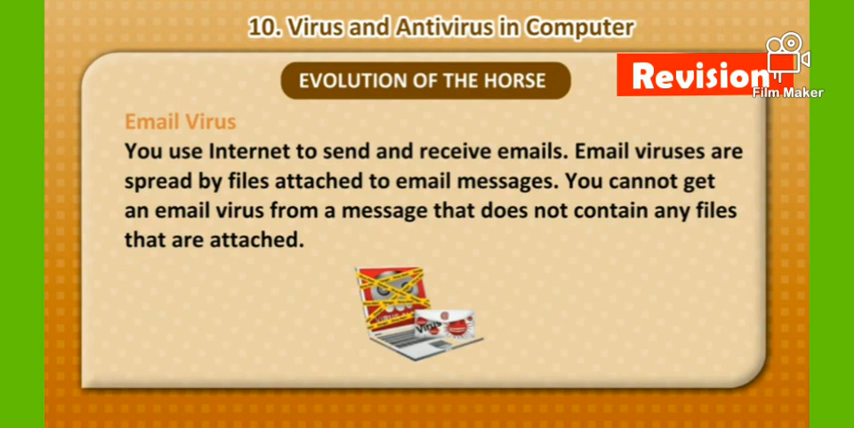 10. Virus and Antivirus in Computer
EVOLUTION OF THE HORSE
Revision
Film Maker
Email Virus
You use Internet to send and receive emails. Email viruses are
spread by files attached to email messages. You cannot get
an email virus from a message that does not contain any files
that are attached.
Virus